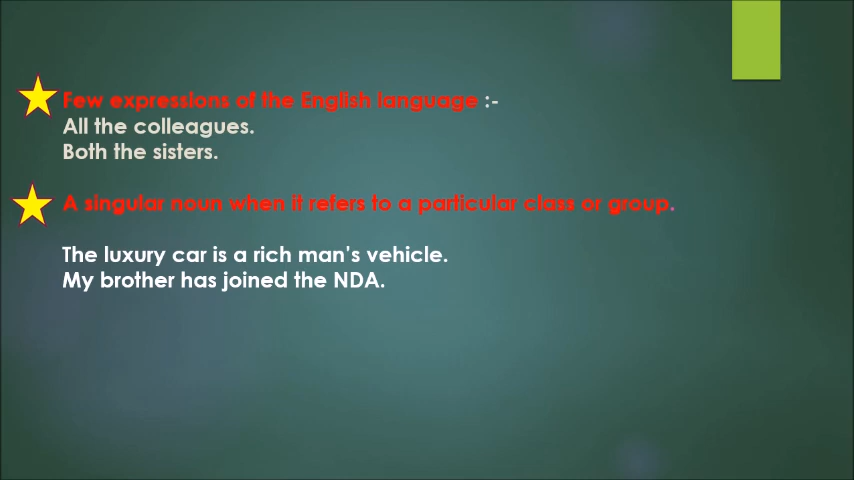 Few expressions of the English language :-
All the colleagues.
Both the sisters.
A singular noun when it refers to a particular class or group.
The luxury car is a rich man's vehicle.
My brother has joined the NDA.